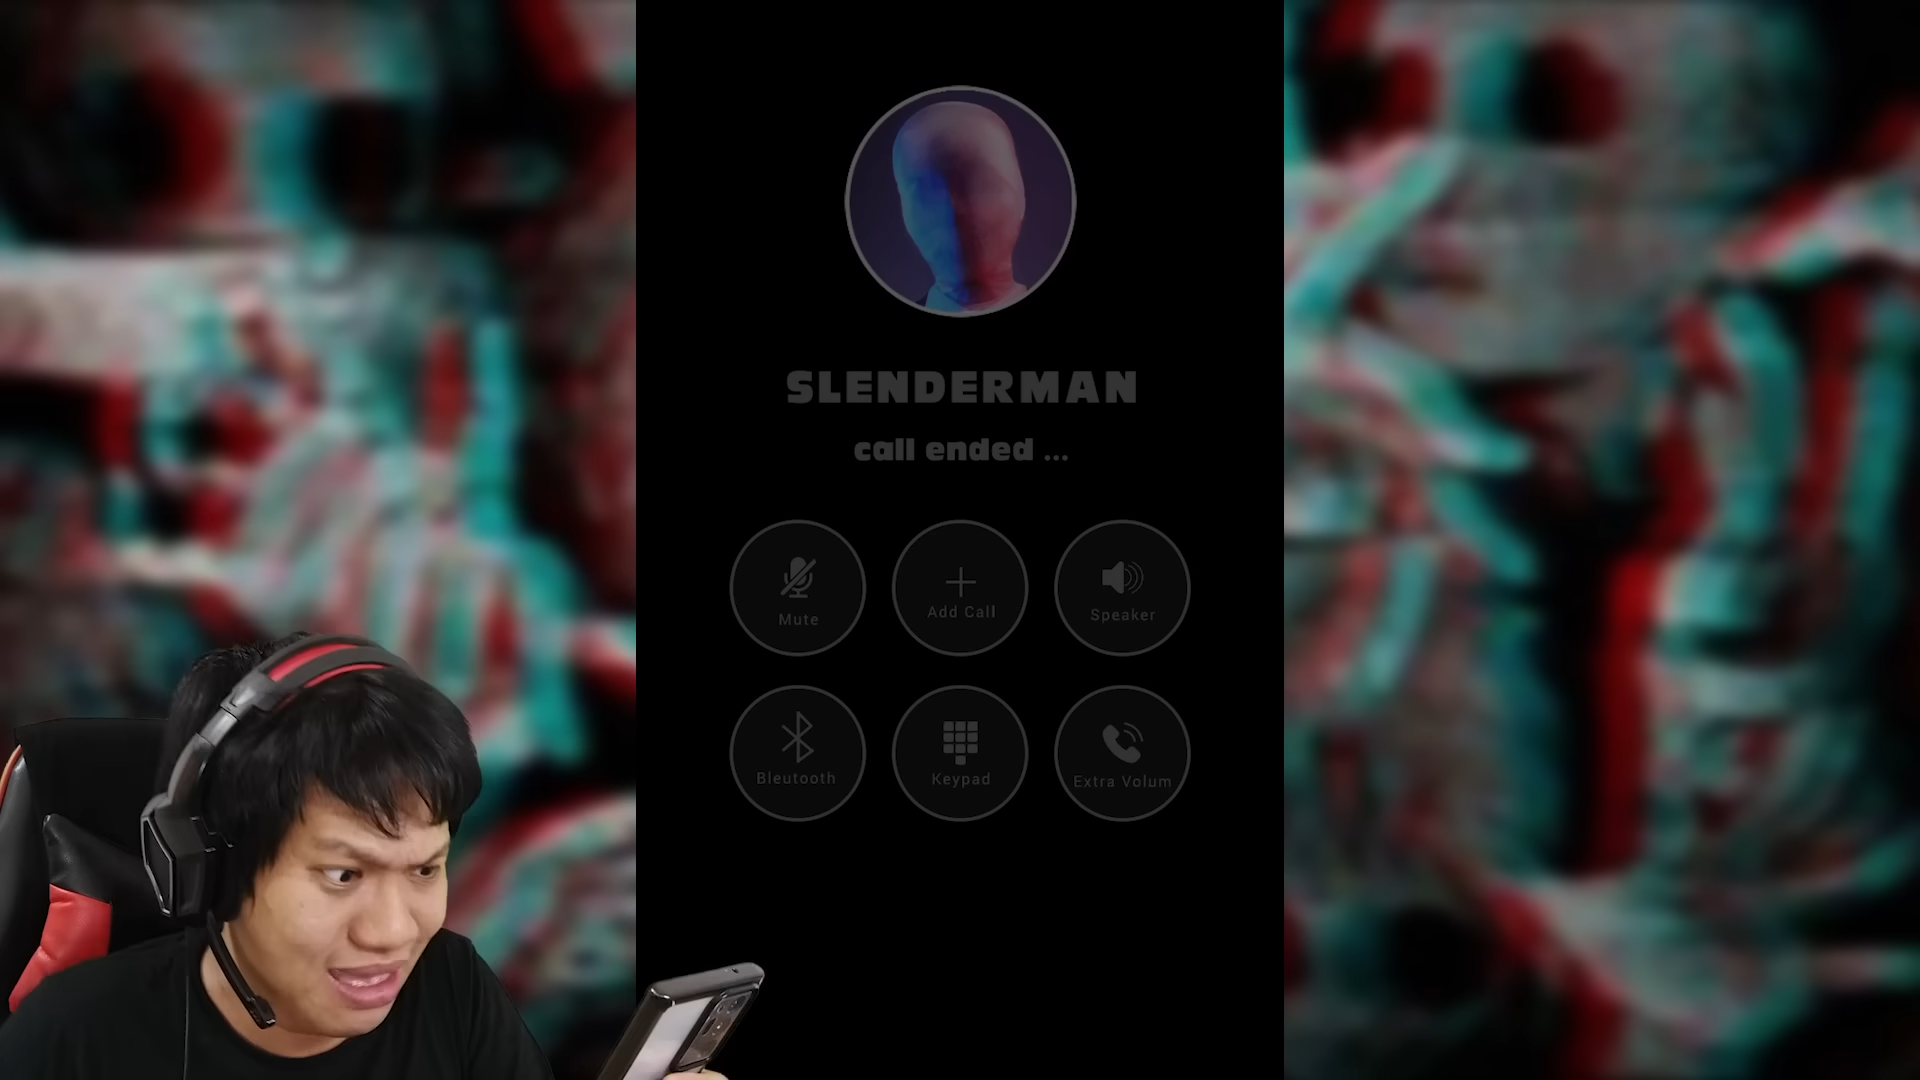 SLENDERMAN
call ended ...
Mute
Add Call
Speaker
Bleutooth
Keypad
Extra Volum